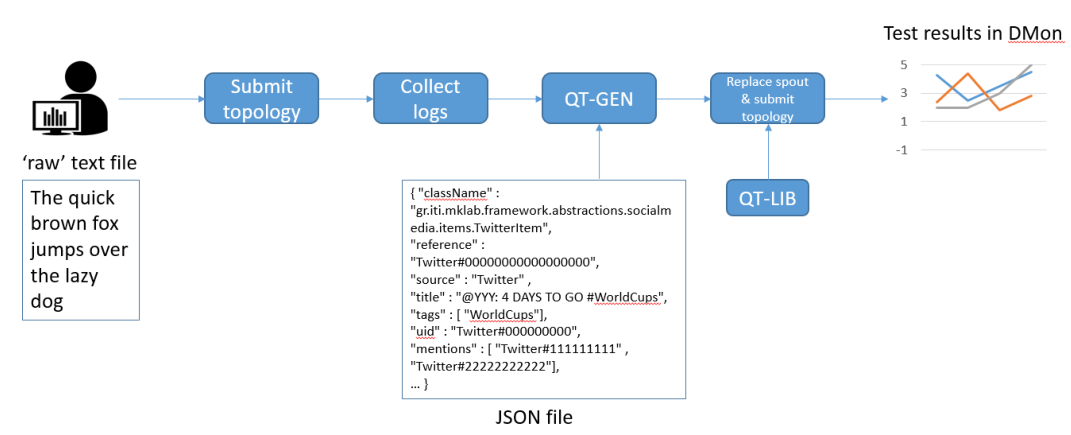 Test results in DMon
5
3
1
-1
Submit
topology
Collect
logs
QT-GEN
Replace spout
& submit
topology
'raw' text file
The quick
brown fox
jumps over
the lazy
dog
QT-LIB
{ "className" :
"gr.iti.mklab.framework.abstractions.socialm
edia.items.TwitterItem",
"reference" :
"Twitter#00000000000000000",
"source" : "Twitter" ,
"title" : "@YYY: 4 DAYS TO GO #WorldCups",
"tags" : [ "WorldCups"],
"uid" : "Twitter#000000000",
"mentions" : [ "Twitter#111111111" ,
"Twitter#22222222222"],
... }
JSON file